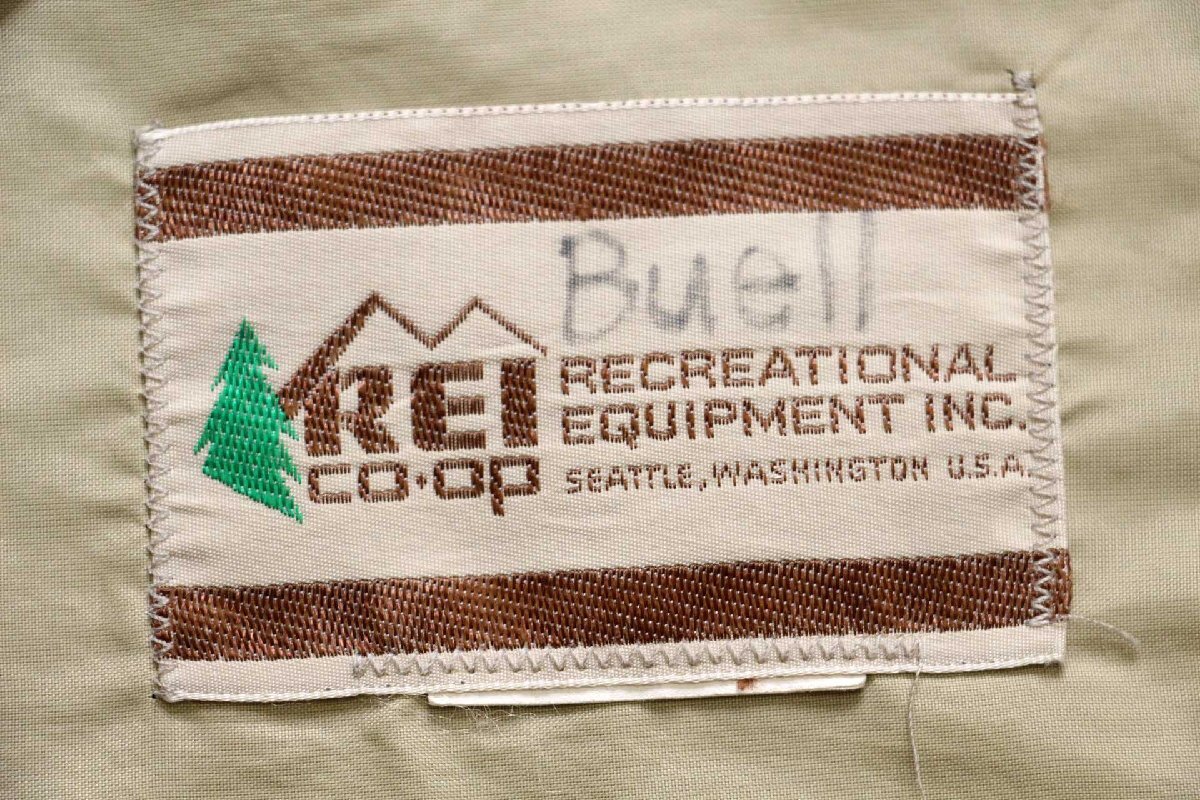 Buell
REI
CO·OP
RECREATIONAL
EQUIPMENT INC.
SEATTLE, WASHINGTON U.S.A.